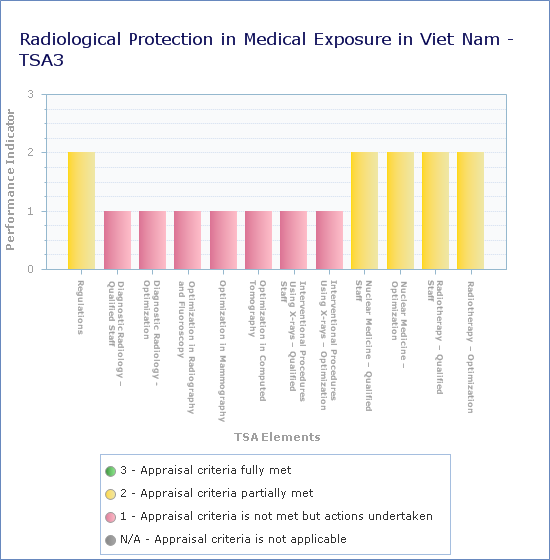 Radiological Protection in Medical Exposure in Viet Nam -
TSA3
3
2
1
0
Performance Indicator
Regulations
Diagnostic Radiology –
Qualified Staff
Diagnostic Radiology –
Optimization
Optimization in Radiography
and Fluoroscopy
Optimization in Mammography
Optimization in Computed
Tomography
Interventional Procedures
Using X-rays – Qualified
Staff
Interventional Procedures
Using X-rays – Optimization
Nuclear Medicine – Qualified
Staff
Nuclear Medicine –
Optimization
Radiotherapy – Qualified
Staff
Radiotherapy – Optimization
TSA Elements
3 - Appraisal criteria fully met
2 - Appraisal criteria partially met
1 - Appraisal criteria is not met but actions undertaken
N/A - Appraisal criteria is not applicable